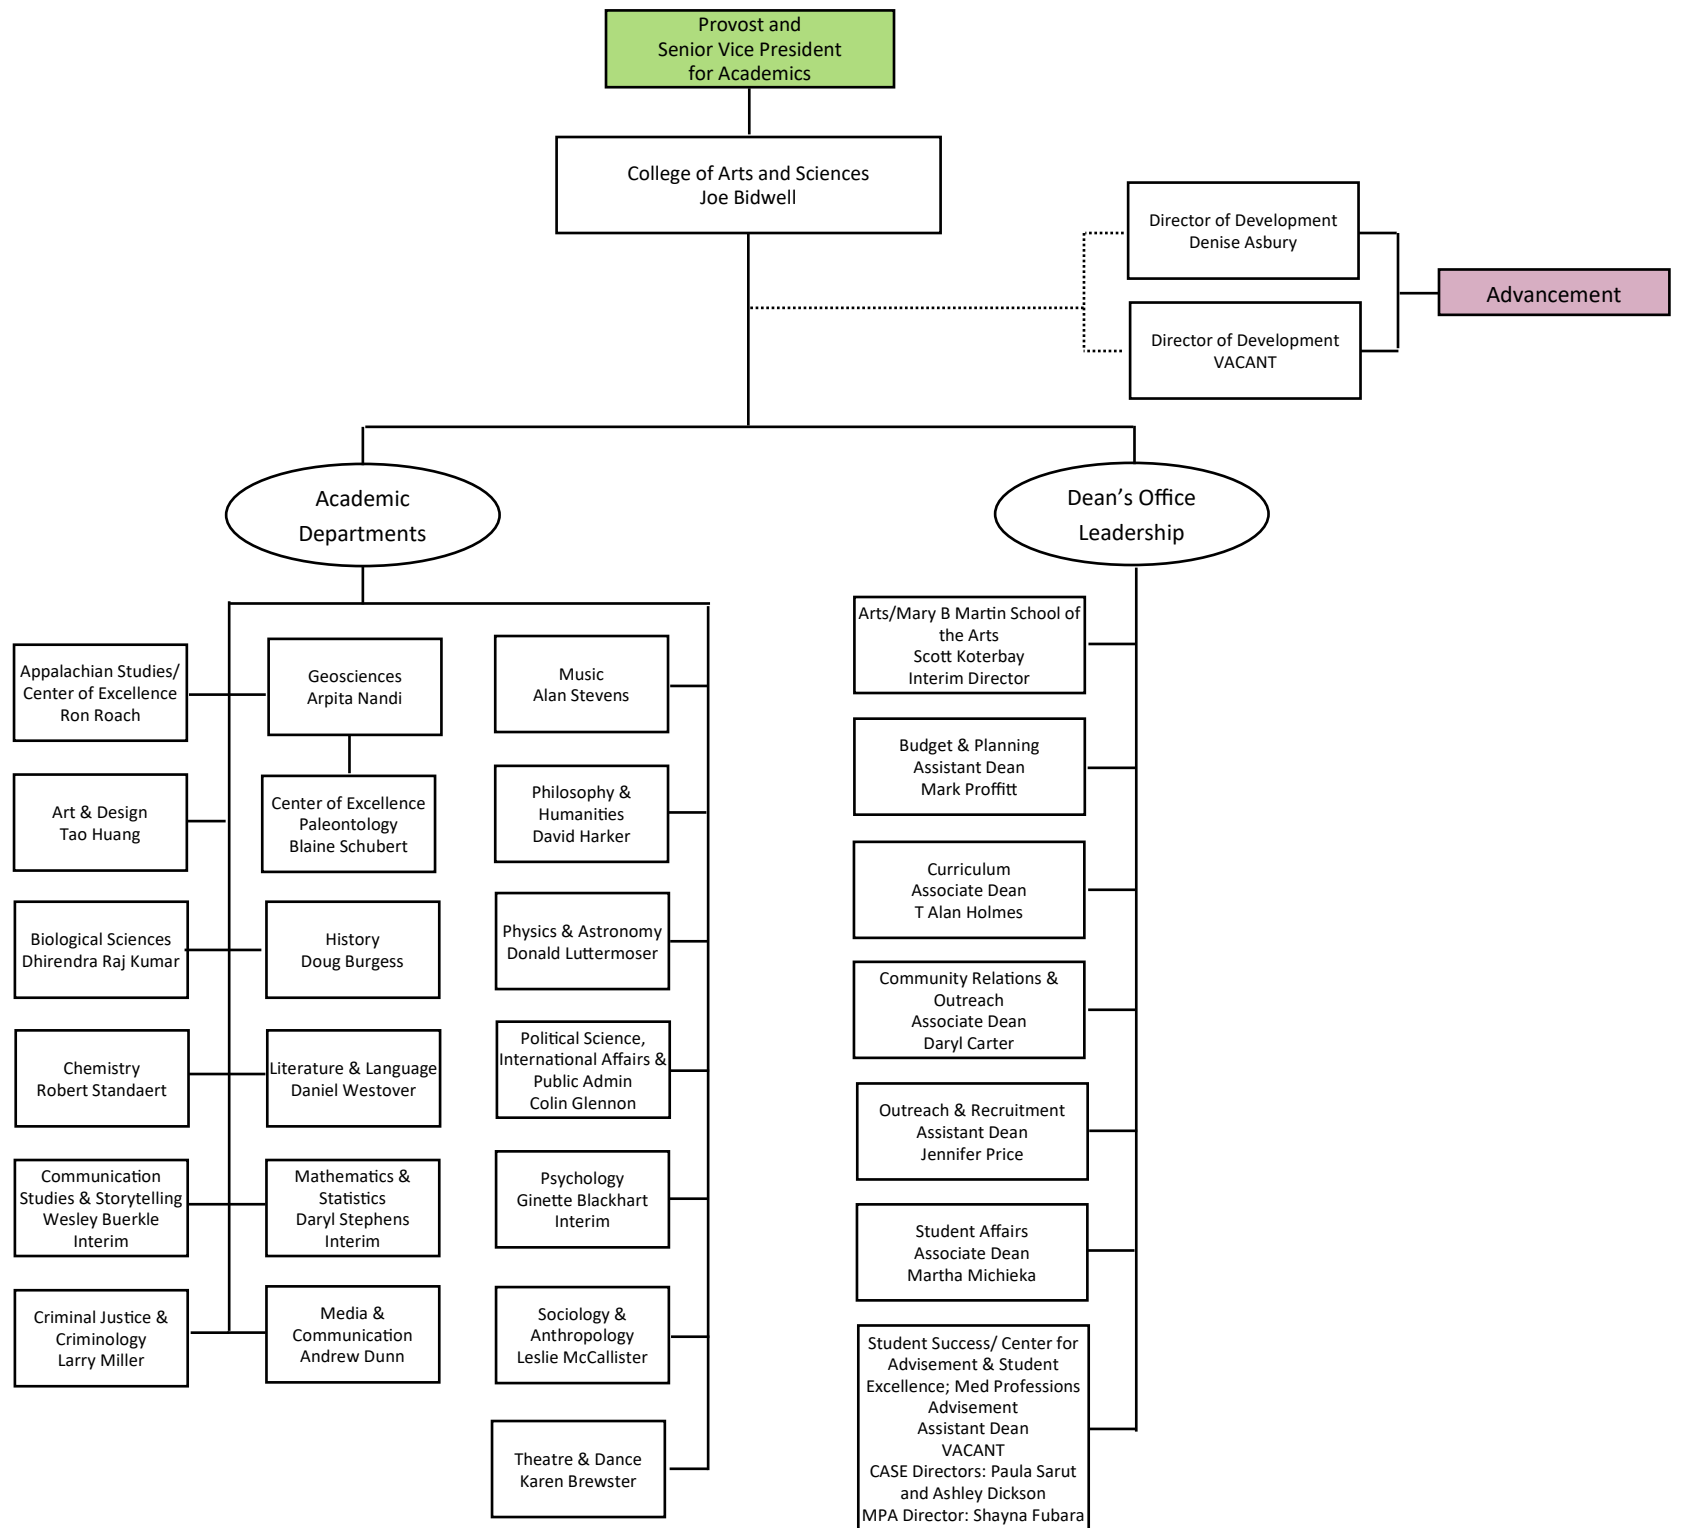 Provost and
Senior Vice President
for Academics
College of Arts and Sciences
Joe Bidwell
Director of Development
Denise Asbury
Advancement
Director of Development
VACANT
Academic
Departments
Dean’s Office
Leadership
Appalachian Studies/
Center of Excellence
Ron Roach
Art & Design
Tao Huang
Biological Sciences
Dhirendra Raj Kumar
Chemistry
Robert Standaert
Communication
Studies & Storytelling
Wesley Buerkle
Interim
Criminal Justice &
Criminology
Larry Miller
Geosciences
Arpita Nandi
Center of Excellence
Paleontology
Blaine Schubert
History
Doug Burgess
Literature & Language
Daniel Westover
Mathematics &
Statistics
Daryl Stephens
Interim
Media &
Communication
Andrew Dunn
Music
Alan Stevens
Philosophy &
Humanities
David Harker
Physics & Astronomy
Donald Luttermoser
Political Science,
International Affairs &
Public Admin
Colin Glennon
Psychology
Ginette Blackhart
Interim
Sociology &
Anthropology
Leslie McCallister
Theatre & Dance
Karen Brewster
Arts/Mary B Martin School of
the Arts
Scott Koterbay
Interim Director
Budget & Planning
Assistant Dean
Mark Proffitt
Curriculum
Associate Dean
T Alan Holmes
Community Relations &
Outreach
Associate Dean
Daryl Carter
Outreach & Recruitment
Assistant Dean
Jennifer Price
Student Affairs
Associate Dean
Martha Michieka
Student Success/ Center for
Advisement & Student
Excellence; Med Professions
Advisement
Assistant Dean
VACANT
CASE Directors: Paula Sarut
and Ashley Dickson
MPA Director: Shayna Fubara